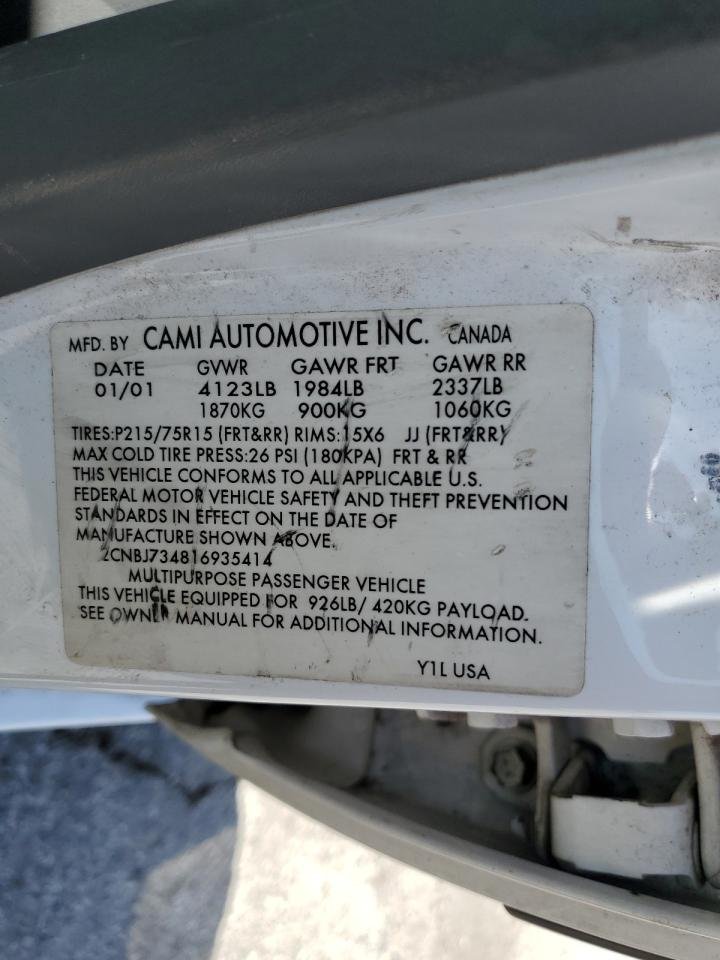 MFD. BY CAMI AUTOMOTIVE INC. CANADA
DATE GVWR GAWR FRT GAWR RR
01/01 4123LB 1984LB 2337LB
1870KG 900KG 1060KG
TIRES:P215/75R15 (FRT&RR) RIMS:15X6 JJ (FRT&RR)
MAX COLD TIRE PRESS:26 PSI (180KPA) FRT & RR
THIS VEHICLE CONFORMS TO ALL APPLICABLE U.S.
FEDERAL MOTOR VEHICLE SAFETY AND THEFT PREVENTION
STANDARDS IN EFFECT ON THE DATE OF
MANUFACTURE SHOWN ABOVE.
2CNBJ734816935414
MULTIPURPOSE PASSENGER VEHICLE
THIS VEHICLE EQUIPPED FOR 926LB/ 420KG PAYLOAD.
SEE OWNER MANUAL FOR ADDITIONAL INFORMATION.
Y1L USA